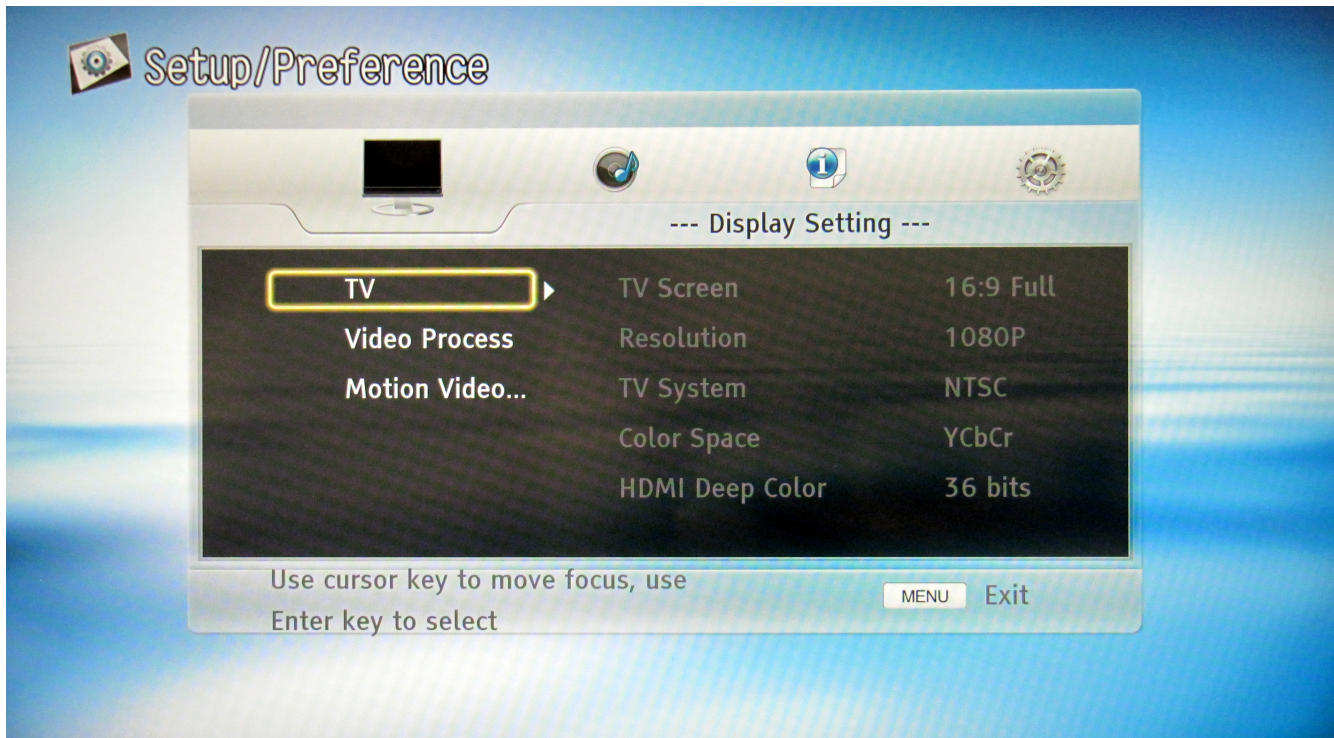 Setup/Preference
--- Display Setting ---
TV TV Screen 16:9 Full
Video Process Resolution 1080P
Motion Video... TV System NTSC
Color Space YCbCr
HDMI Deep Color 36 bits
Use cursor key to move focus, use
Enter key to select
MENU Exit